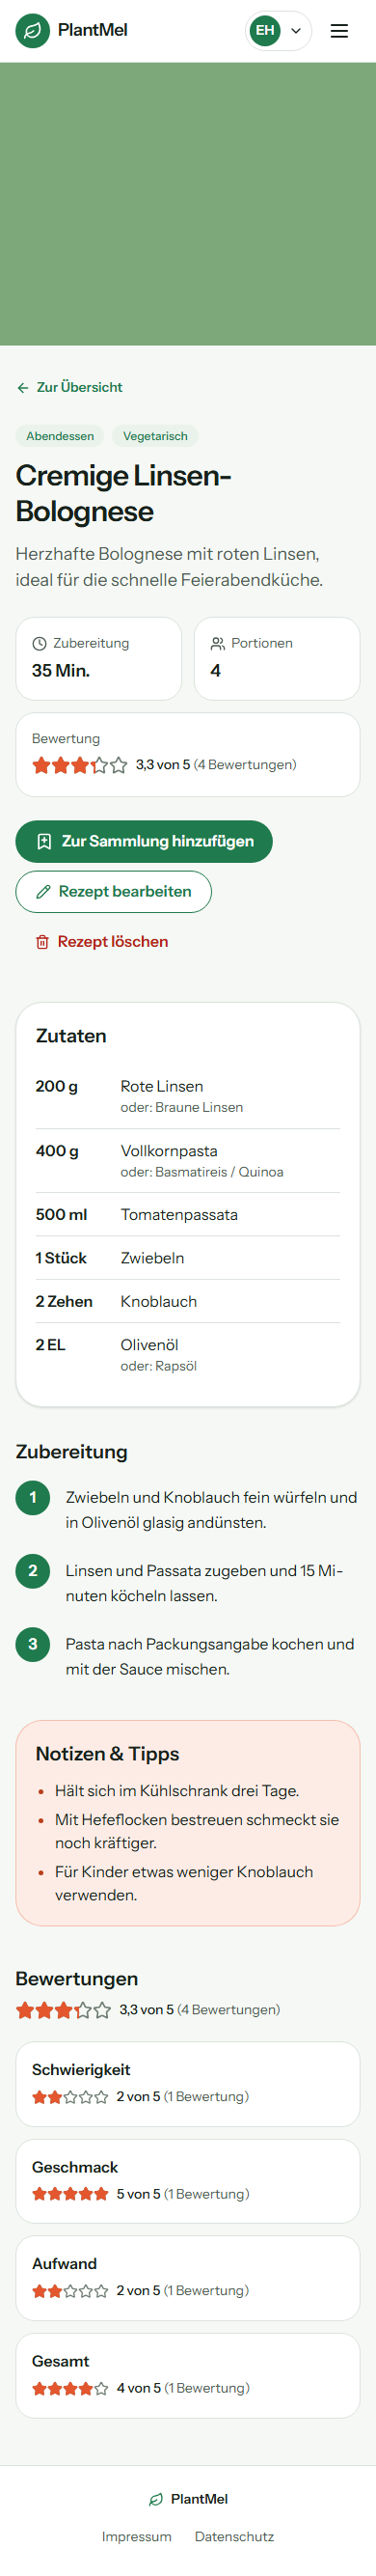 PlantMel
EH
Zur Übersicht
Abendessen
Vegetarisch
Cremige Linsen-
Bolognese
Herzhafte Bolognese mit roten Linsen,
ideal für die schnelle Feierabendküche.
Zubereitung
35 Min.
Portionen
4
Bewertung
3,3 von 5 (4 Bewertungen)
Zur Sammlung hinzufügen
Rezept bearbeiten
Rezept löschen
Zutaten
200 g Rote Linsen
oder: Braune Linsen
400 g Vollkornpasta
oder: Basmatireis / Quinoa
500 ml Tomatenpassata
1 Stück Zwiebeln
2 Zehen Knoblauch
2 EL Olivenöl
oder: Rapsöl
Zubereitung
1 Zwiebeln und Knoblauch fein würfeln und
in Olivenöl glasig andünsten.
2 Linsen und Passata zugeben und 15 Mi-
nuten köcheln lassen.
3 Pasta nach Packungsangabe kochen und
mit der Sauce mischen.
Notizen & Tipps
• Hält sich im Kühlschrank drei Tage.
• Mit Hefeflocken bestreuen schmeckt sie
noch kräftiger.
• Für Kinder etwas weniger Knoblauch
verwenden.
Bewertungen
3,3 von 5 (4 Bewertungen)
Schwierigkeit
2 von 5 (1 Bewertung)
Geschmack
5 von 5 (1 Bewertung)
Aufwand
2 von 5 (1 Bewertung)
Gesamt
4 von 5 (1 Bewertung)
PlantMel
Impressum
Datenschutz